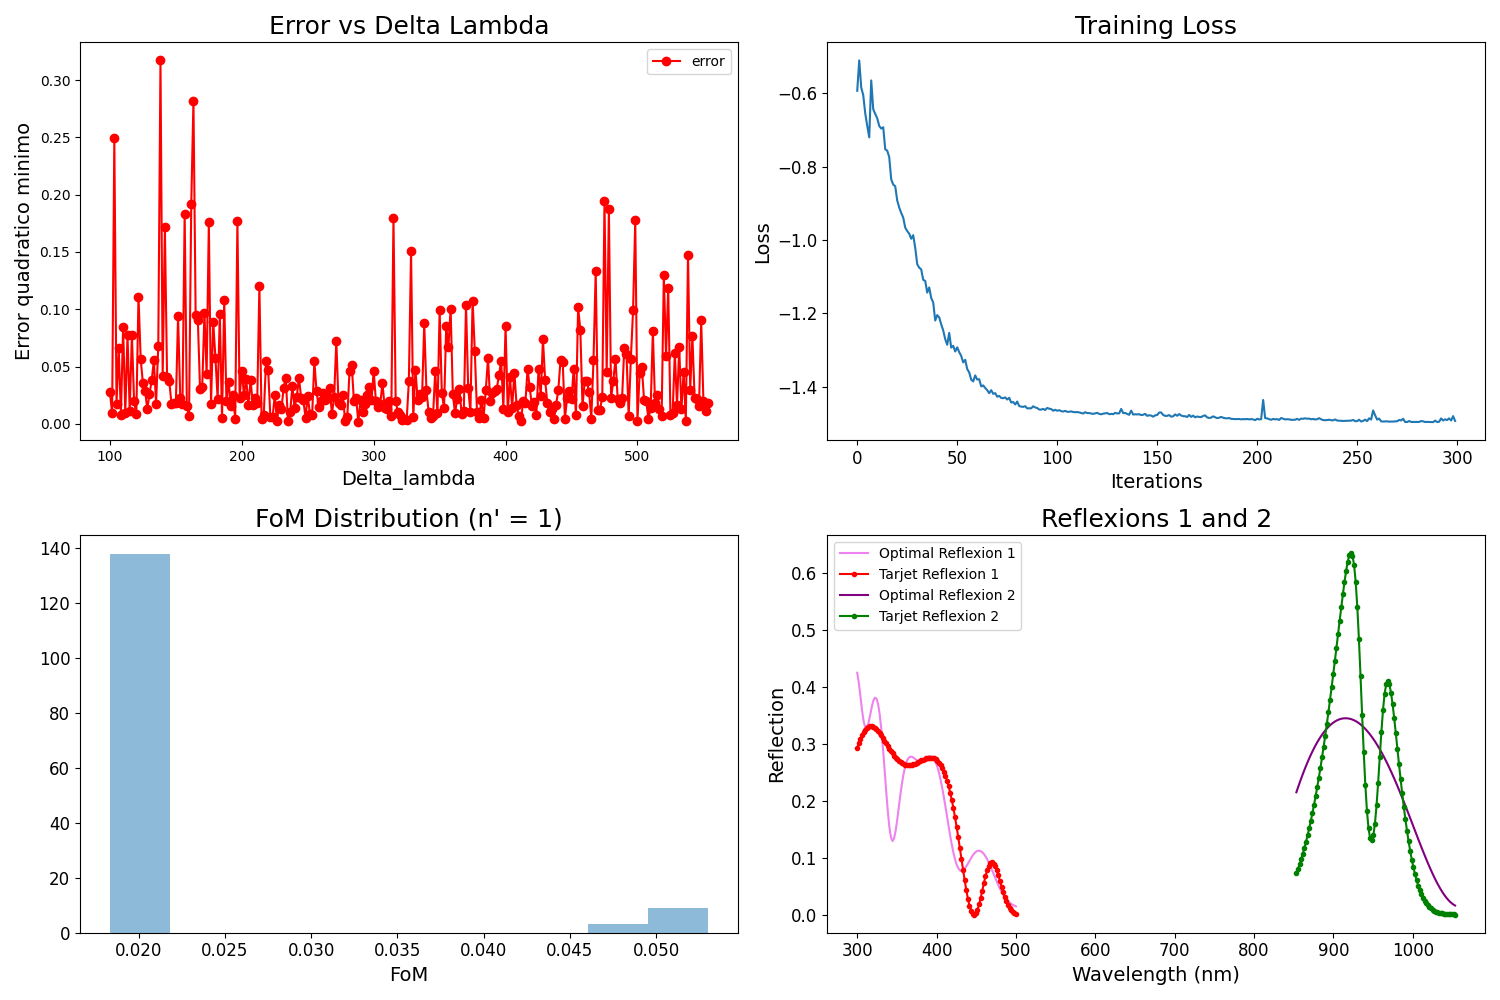 Error vs Delta Lambda
error
Error quadratico minimo
0.30
0.25
0.20
0.15
0.10
0.05
0.00
100 200 300 400 500
Delta_lambda
Training Loss
Loss
−0.6
−0.8
−1.0
−1.2
−1.4
0 50 100 150 200 250 300
Iterations
FoM Distribution (n' = 1)
140
120
100
80
60
40
20
0
0.020 0.025 0.030 0.035 0.040 0.045 0.050
FoM
Reflexions 1 and 2
Optimal Reflexion 1
Tarjet Reflexion 1
Optimal Reflexion 2
Tarjet Reflexion 2
Reflection
0.6
0.5
0.4
0.3
0.2
0.1
0.0
300 400 500 600 700 800 900 1000
Wavelength (nm)